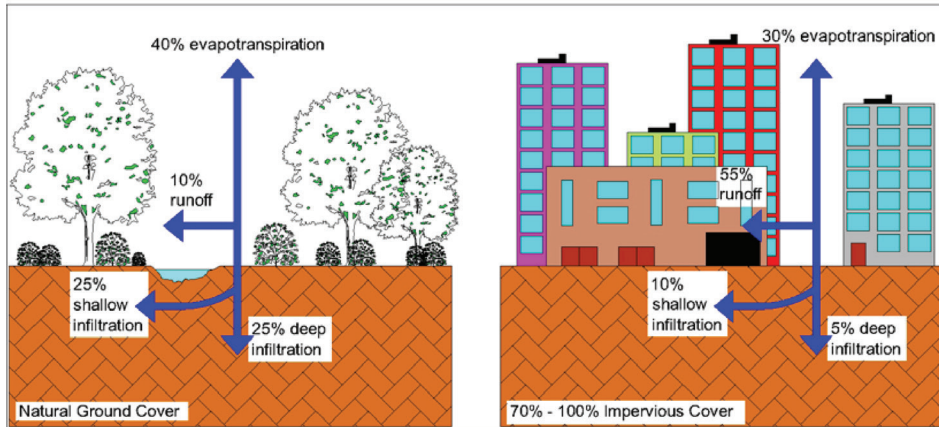 40% evapotranspiration
10%
runoff
25%
shallow
infiltration
25% deep
infiltration
Natural Ground Cover
30% evapotranspiration
55%
runoff
10%
shallow
infiltration
5% deep
infiltration
70% - 100% Impervious Cover